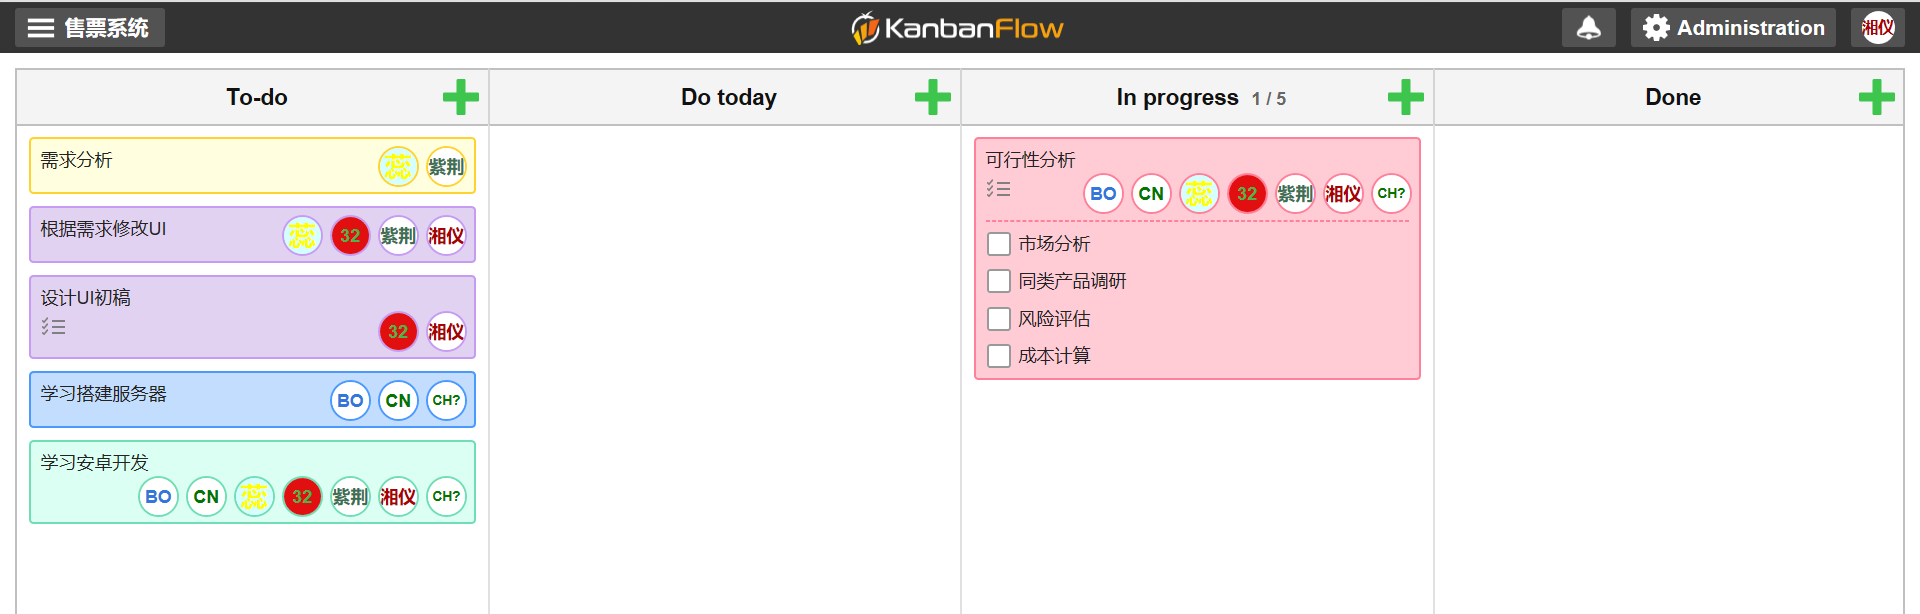 售票系统
KanbanFlow
Administration
湘仪
To-do
Do today
In progress 1 / 5
Done
需求分析
蕊 紫荆
根据需求修改UI
蕊 32 紫荆 湘仪
设计UI初稿
32 湘仪
学习搭建服务器
BO CN CH?
学习安卓开发
BO CN 蕊 32 紫荆 湘仪 CH?
可行性分析
BO CN 蕊 32 紫荆 湘仪 CH?
市场分析
同类产品调研
风险评估
成本计算